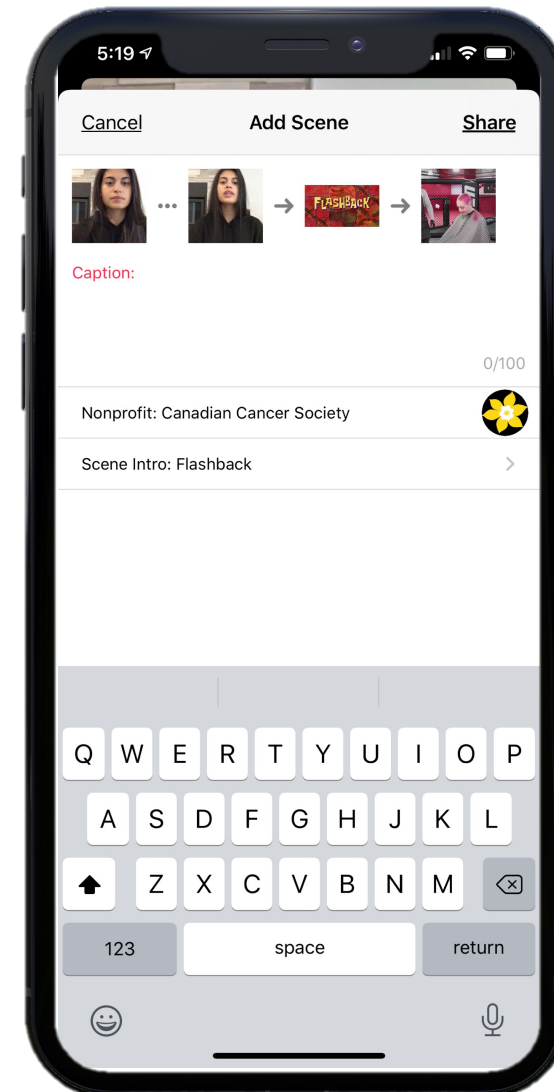 5:19
Cancel Add Scene Share
FLASHBACK
Caption:
0/100
Nonprofit: Canadian Cancer Society
Scene Intro: Flashback
Q W E R T Y U I O P
A S D F G H J K L
Z X C V B N M
123 space return